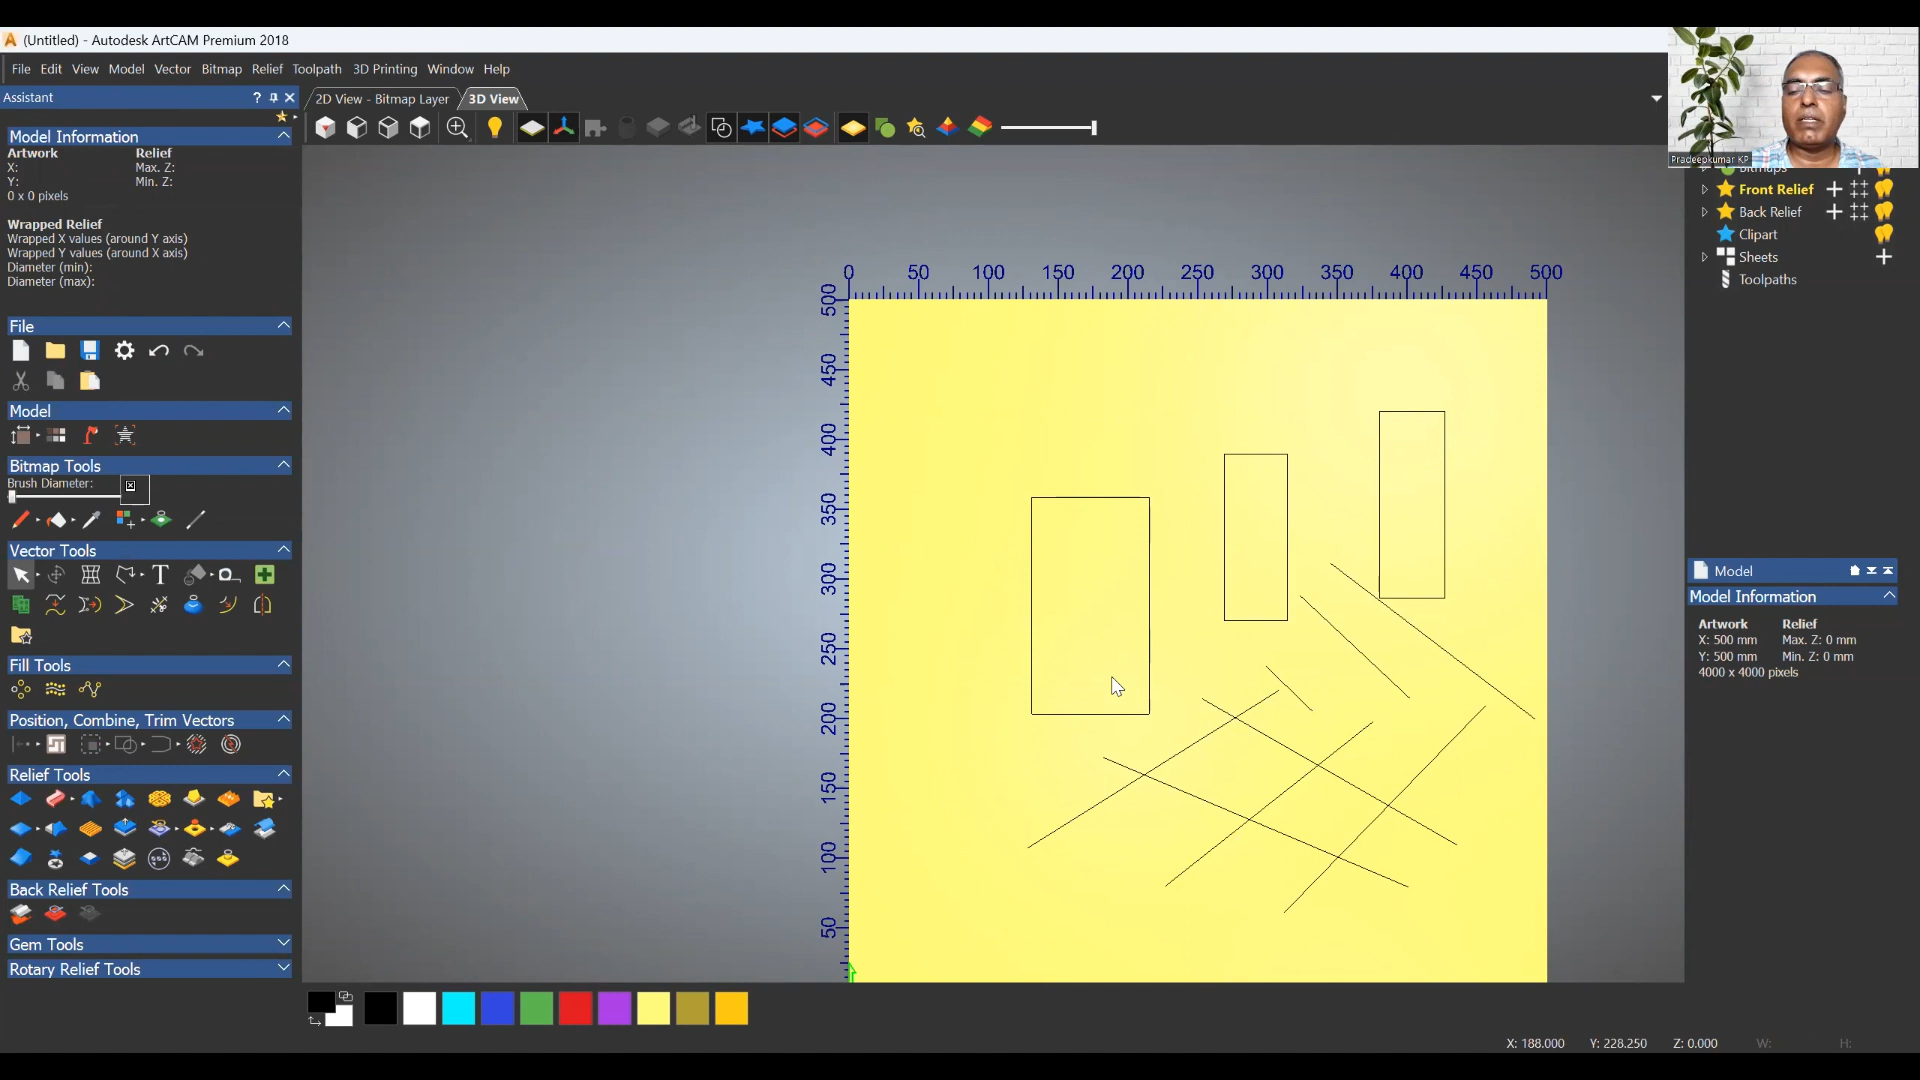 (Untitled) - Autodesk ArtCAM Premium 2018
File Edit View Model Vector Bitmap Relief Toolpath 3D Printing Window Help
Assistant
2D View - Bitmap Layer
3D View
Model Information
Artwork Relief
X: Max. Z:
Y: Min. Z:
0 x 0 pixels
Wrapped Relief
Wrapped X values (around Y axis)
Wrapped Y values (around X axis)
Diameter (min):
Diameter (max):
File
Model
Bitmap Tools
Brush Diameter:
Vector Tools
Fill Tools
Position, Combine, Trim Vectors
Relief Tools
Back Relief Tools
Gem Tools
Rotary Relief Tools
0 50 100 150 200 250 300 350 400 450 500
500
450
400
350
300
250
200
150
100
50
Pradeepkumar KP
Bitmaps
Front Relief
Back Relief
Clipart
Sheets
Toolpaths
Model
Model Information
Artwork Relief
X: 500 mm Max. Z: 0 mm
Y: 500 mm Min. Z: 0 mm
4000 x 4000 pixels
X: 188.000 Y: 228.250 Z: 0.000 W: H: